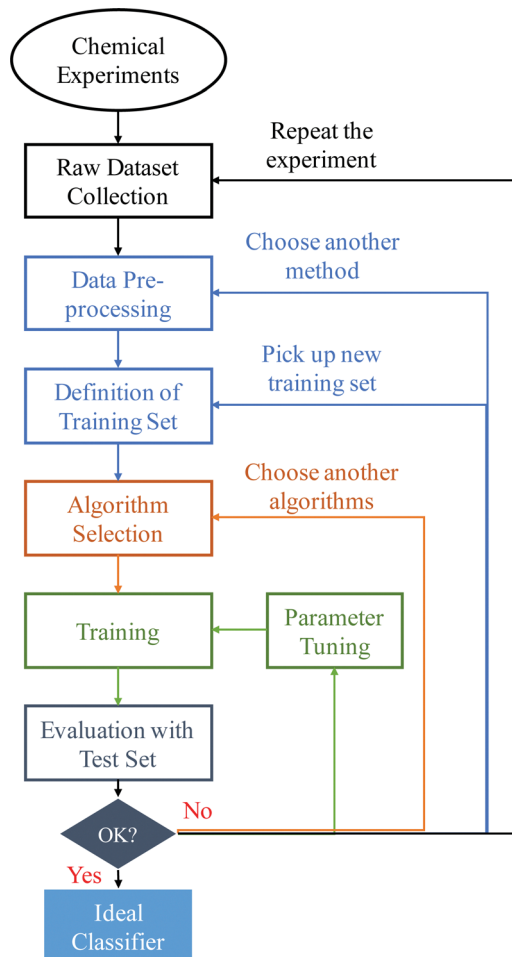 Chemical
Experiments
Repeat the
experiment
Raw Dataset
Collection
Choose another
method
Data Pre-
processing
Pick up new
training set
Definition of
Training Set
Choose another
algorithms
Algorithm
Selection
Training
Parameter
Tuning
Evaluation with
Test Set
No
OK?
Yes
Ideal
Classifier